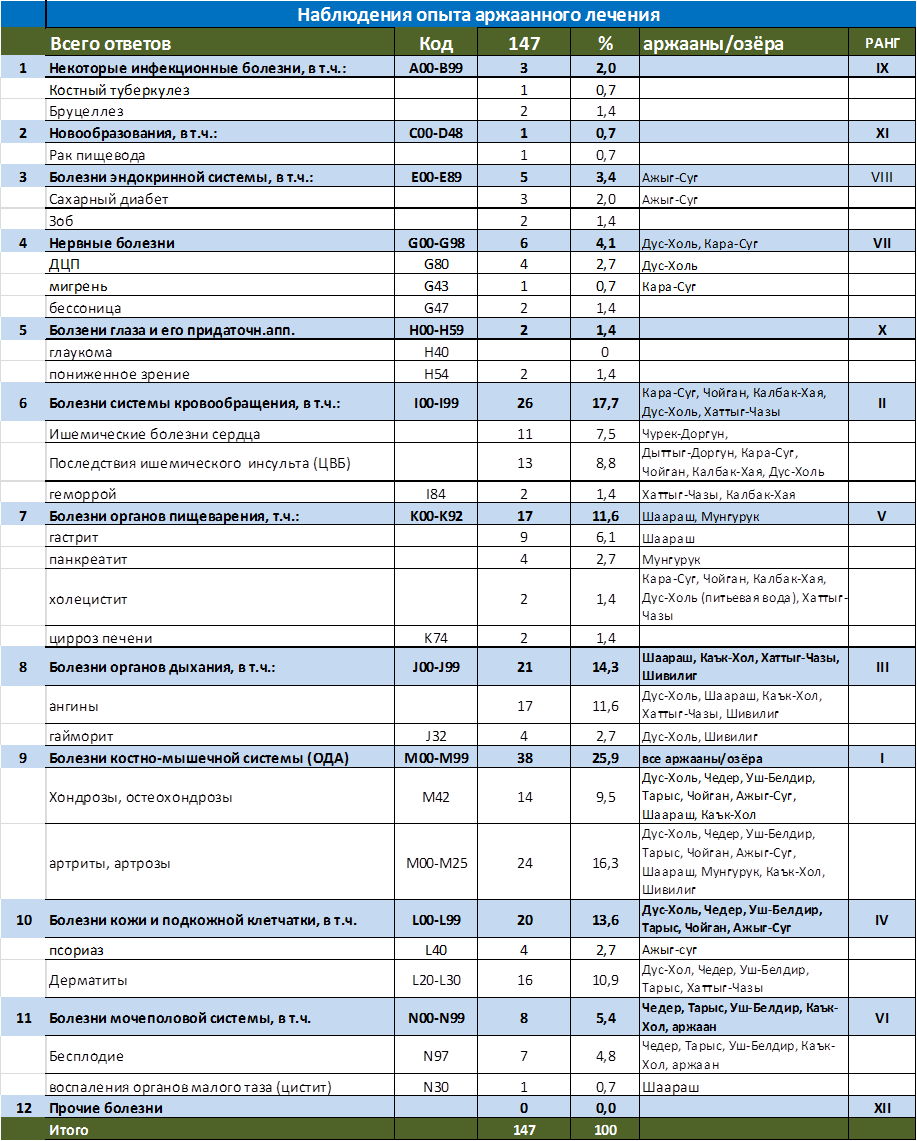 Наблюдения опыта аржаанного лечения
Всего ответов Код 147 % аржааны/озёра РАНГ
1 Некоторые инфекционные болезни, в т.ч.: A00-B99 3 2,0 IX
Костный туберкулез 1 0,7
Бруцеллез 2 1,4
2 Новообразования, в т.ч.: C00-D48 1 0,7 XI
Рак пищевода 1 0,7
3 Болезни эндокринной системы, в т.ч.: E00-E89 5 3,4 Ажыг-Суг VIII
Сахарный диабет 3 2,0 Ажыг-Суг
Зоб 2 1,4
4 Нервные болезни G00-G98 6 4,1 Дус-Холь, Кара-Суг VII
ДЦП G80 4 2,7 Дус-Холь
мигрень G43 1 0,7 Кара-Суг
бессоница G47 2 1,4
5 Болзени глаза и его придаточн.апп. H00-H59 2 1,4 X
глаукома H40 0
пониженное зрение H54 2 1,4
6 Болезни системы кровообращения, в т.ч.: I00-I99 26 17,7 Кара-Суг, Чойган, Калбак-Хая,
Дус-Холь, Хаттыг-Чазы II
Ишемические болезни сердца 11 7,5 Чурек-Доргун,
Последствия ишемического инсульта (ЦВБ) 13 8,8 Дыттыг-Доргун, Кара-Суг,
Чойган, Калбак-Хая, Дус-Холь
геморрой I84 2 1,4 Хаттыг-Чазы, Калбак-Хая
7 Болезни органов пищеварения, т.ч.: K00-K92 17 11,6 Шаараш, Мунгурук V
гастрит 9 6,1 Шаараш
панкреатит 4 2,7 Мунгурук
холецистит 2 1,4 Кара-Суг, Чойган, Калбак-Хая,
Дус-Холь (питьевая вода), Хаттыг-
Чазы
цирроз печени K74 2 1,4
8 Болезни органов дыхания, в т.ч.: J00-J99 21 14,3 Шаараш, Каък-Хол, Хаттыг-Чазы,
Шивилиг III
ангины 17 11,6 Дус-Холь, Шаараш, Каък-Хол,
Хаттыг-Чазы, Шивилиг
гайморит J32 4 2,7 Дус-Холь, Шивилиг
9 Болезни костно-мышечной системы (ОДА) M00-M99 38 25,9 все аржааны/озёра I
Хондрозы, остеохондрозы M42 14 9,5 Дус-Холь, Чедер, Уш-Белдир,
Тарыс, Чойган, Ажыг-Суг,
Шаараш, Каък-Хол
артриты, артрозы M00-M25 24 16,3 Дус-Холь, Чедер, Уш-Белдир,
Тарыс, Чойган, Ажыг-Суг,
Шаараш, Мунгурук, Каък-Хол,
Шивилиг
10 Болезни кожи и подкожной клетчатки, в т.ч. L00-L99 20 13,6 Дус-Холь, Чедер, Уш-Белдир,
Тарыс, Чойган, Ажыг-Суг IV
псориаз L40 4 2,7 Ажыг-суг
Дерматиты L20-L30 16 10,9 Дус-Хол, Чедер, Уш-Белдир,
Тарыс, Хаттыг-Чазы
11 Болезни мочеполовой системы, в т.ч. N00-N99 8 5,4 Чедер, Тарыс, Уш-Белдир, Каък-
Хол, аржаан VI
Бесплодие N97 7 4,8 Чедер, Тарыс, Уш-Белдир, Каък-
Хол, аржаан
воспаления органов малого таза (цистит) N30 1 0,7 Шаараш
12 Прочие болезни 0 0,0 XII
Итого 147 100